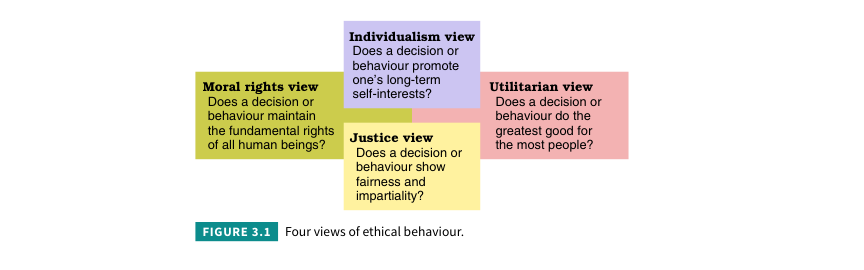 Individualism view
Does a decision or
behaviour promote
one's long-term
self-interests?
Moral rights view
Does a decision or
behaviour maintain
the fundamental rights
of all human beings?
Utilitarian view
Does a decision or
behaviour do the
greatest good for
the most people?
Justice view
Does a decision or
behaviour show
fairness and
impartiality?
FIGURE 3.1 Four views of ethical behaviour.